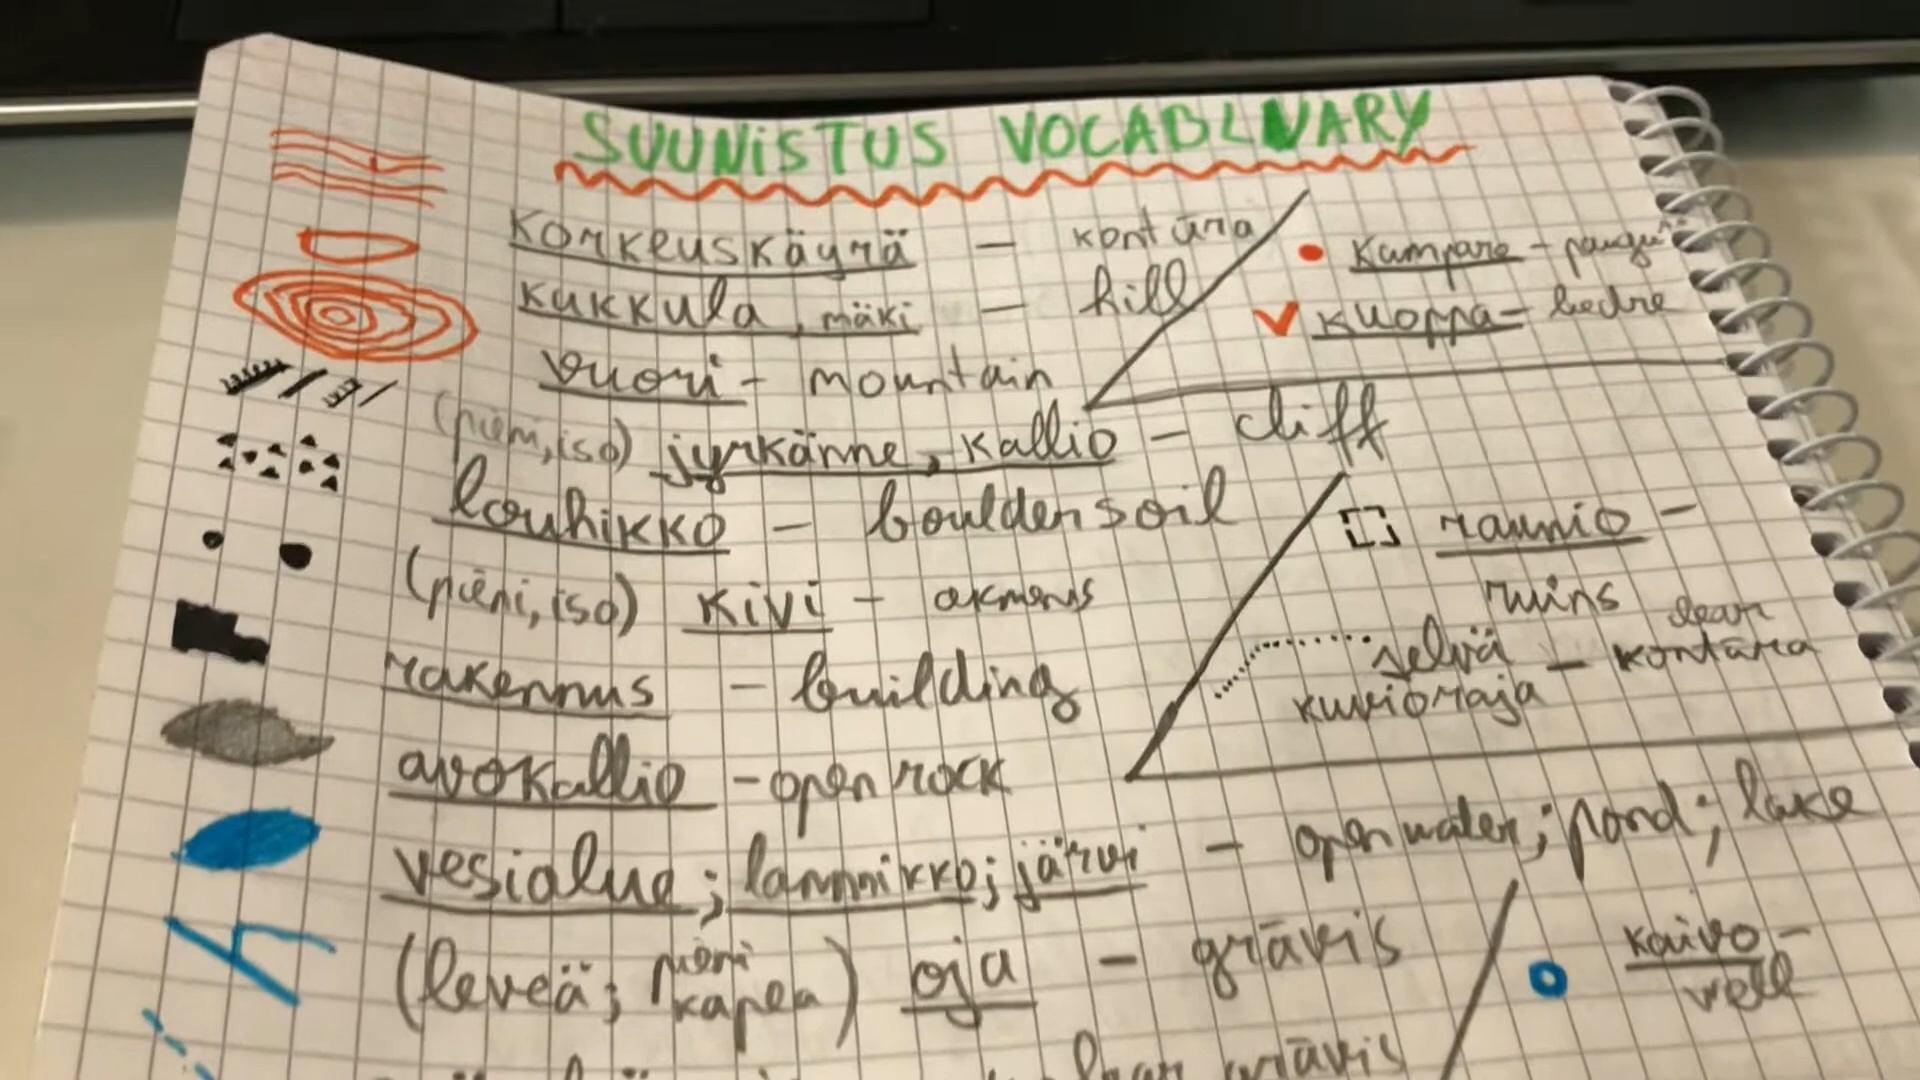 SUUNiSTUS VOCABLUARY
korkeuskäyrä – kontūra
kukkula, mäki – hill
vuori – mountain
• kumpare –
kuoppa – bedre
(pieni, iso) jyrkänne, kallio – cliff
louhikko – boulder soil
(pieni, iso) kivi – akmens
rakennus – building
raunio –
ruins
selvä
kuvioraja – clear
kontūra
avokallio – open rock
vesialue; lammikko; järvi – open water; pond; lake
(leveä; pieni
kapea) oja – grāvis
kaivo –
well
grāvis